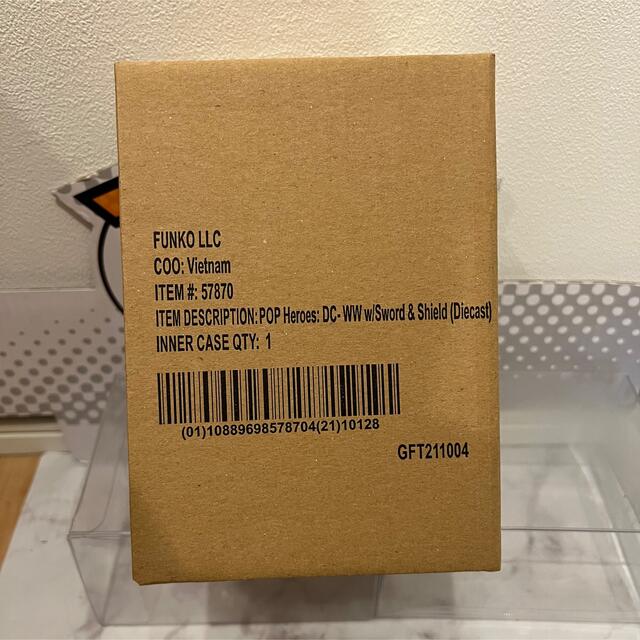 FUNKO LLC
COO: Vietnam
ITEM #: 57870
ITEM DESCRIPTION: POP Heroes: DC- WW w/Sword & Shield (Diecast)
INNER CASE QTY: 1
(01)10889698578704(21)10128
GFT211004